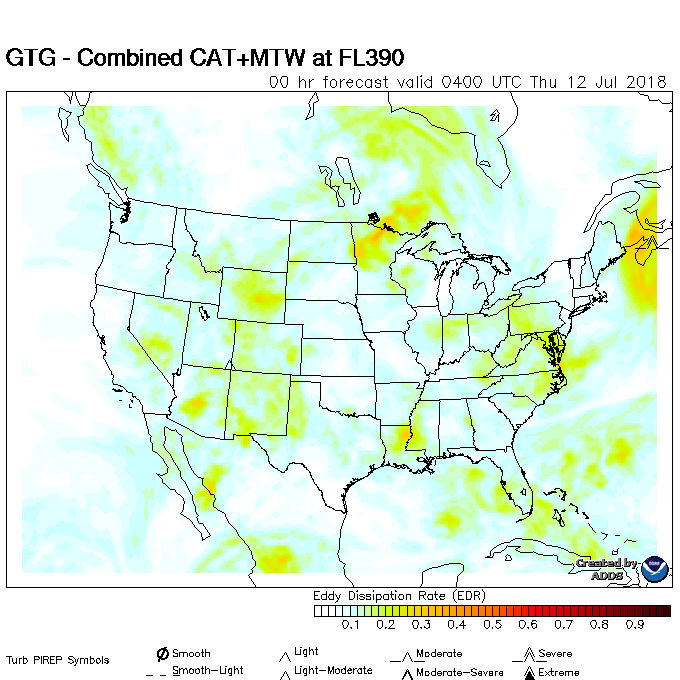 GTG - Combined CAT+MTW at FL390
00 hr forecast valid 0400 UTC Thu 12 Jul 2018
Created by
ADDS
Eddy Dissipation Rate (EDR)
0.1 0.2 0.3 0.4 0.5 0.6 0.7 0.8 0.9
Turb PIREP Symbols
Smooth Light Moderate Severe
Smooth-Light Light-Moderate Moderate-Severe Extreme